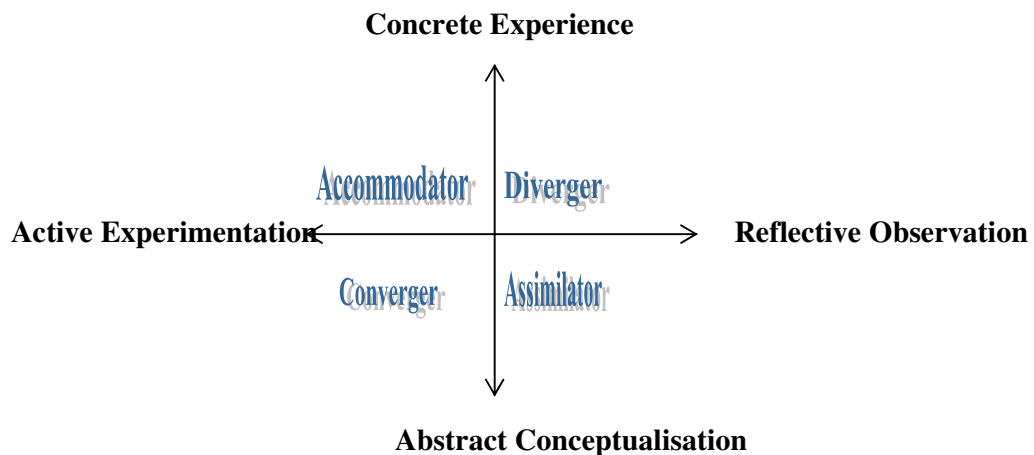 Concrete Experience
Accommodator Diverger
Active Experimentation Reflective Observation
Converger Assimilator
Abstract Conceptualisation